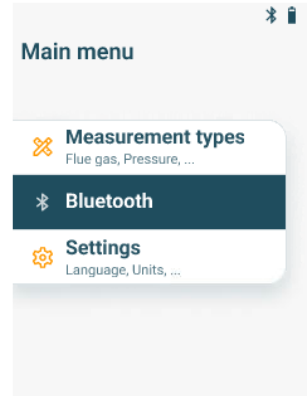 Main menu
Measurement types
Flue gas, Pressure, ...
Bluetooth
Settings
Language, Units, ...